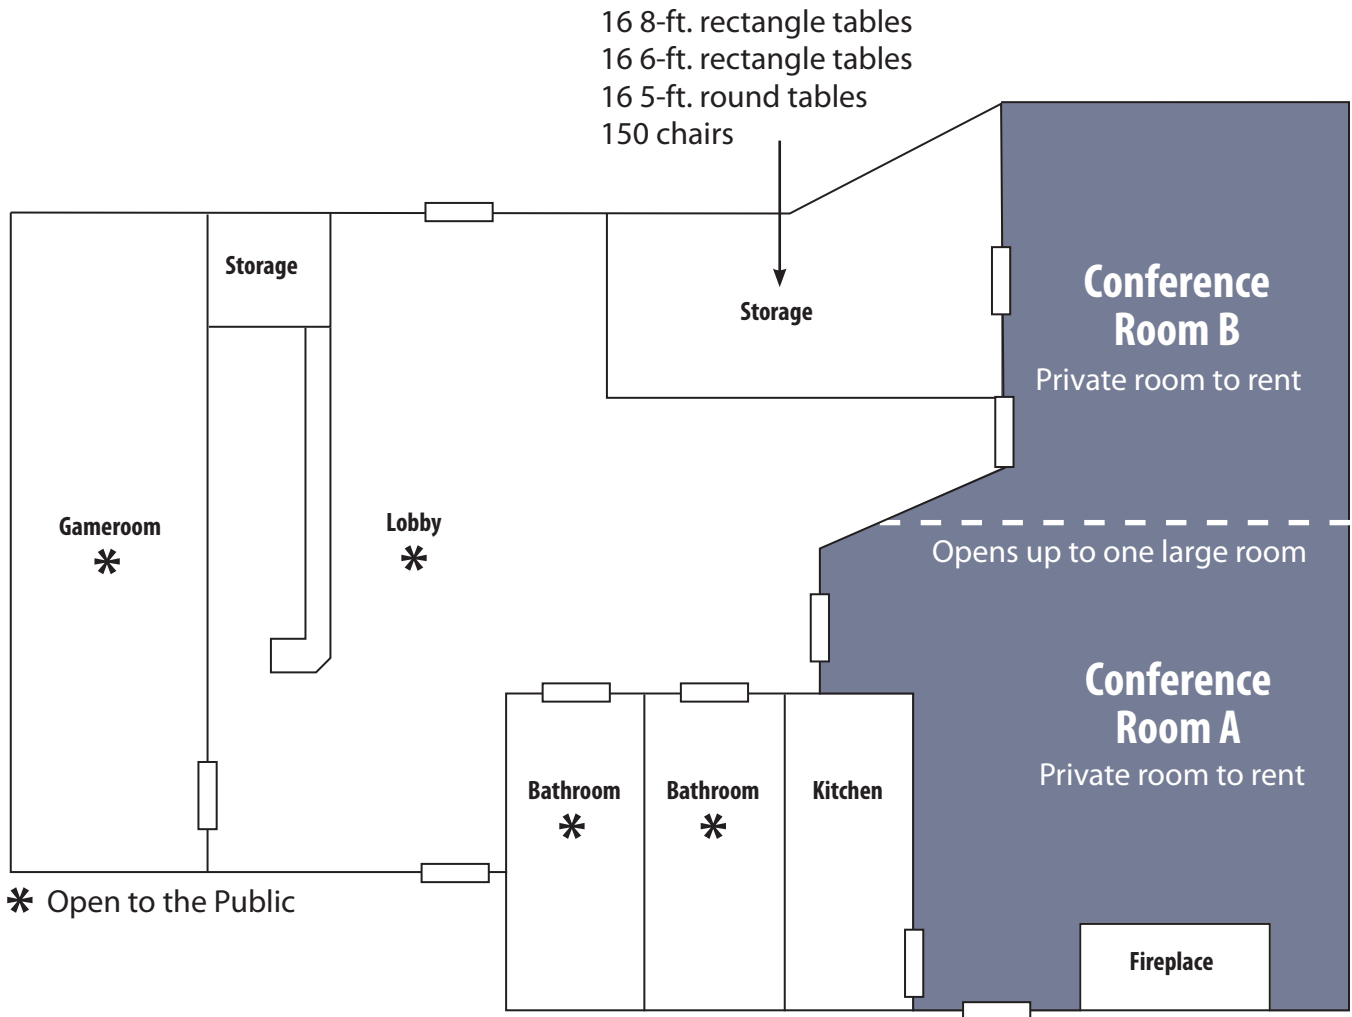 16 8-ft. rectangle tables
16 6-ft. rectangle tables
16 5-ft. round tables
150 chairs
Storage
Storage
Conference
Room B
Private room to rent
Gameroom
*
Lobby
*
Opens up to one large room
Conference
Room A
Private room to rent
Bathroom
*
Bathroom
*
Kitchen
* Open to the Public
Fireplace